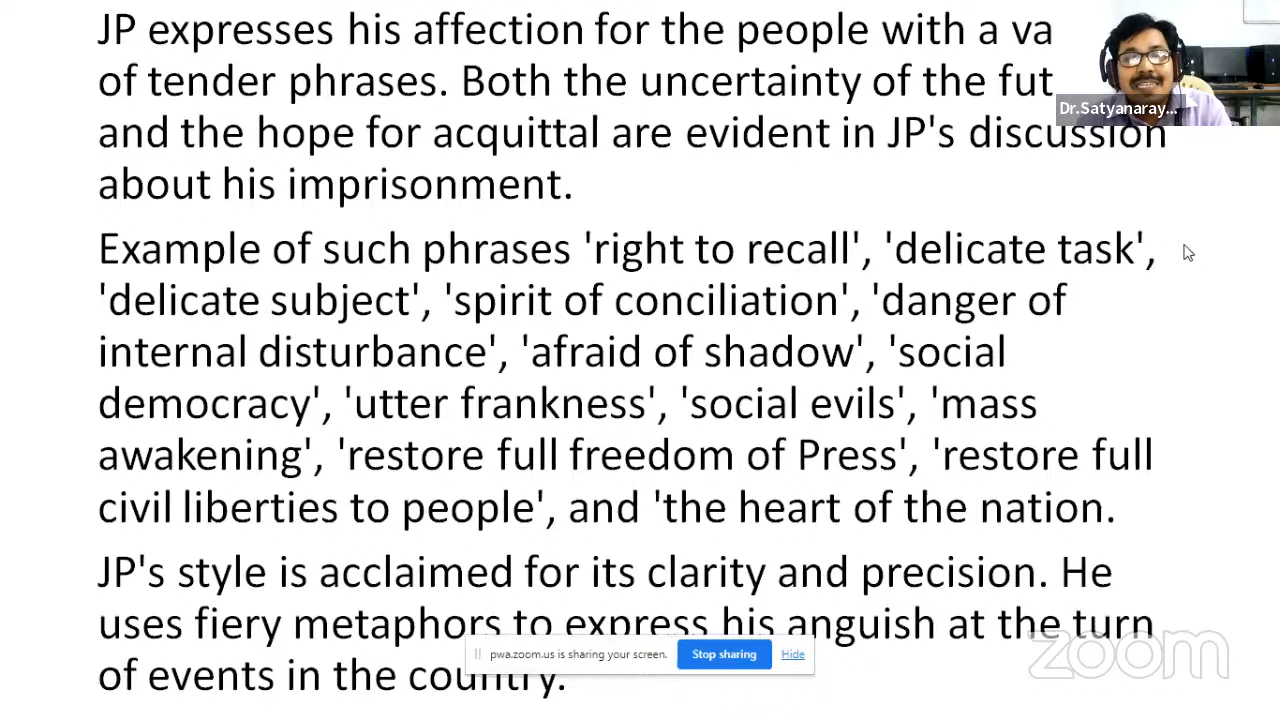 JP expresses his affection for the people with a va
of tender phrases. Both the uncertainty of the fut
Dr.Satyanaray...
and the hope for acquittal are evident in JP's discussion
about his imprisonment.
Example of such phrases 'right to recall', 'delicate task',
'delicate subject', 'spirit of conciliation', 'danger of
internal disturbance', 'afraid of shadow', 'social
democracy', 'utter frankness', 'social evils', 'mass
awakening', 'restore full freedom of Press', 'restore full
civil liberties to people', and 'the heart of the nation.
JP's style is acclaimed for its clarity and precision. He
uses fiery metaphors to express his anguish at the turn
of events in the country.
pwa.zoom.us is sharing your screen. Stop sharing Hide
zoom